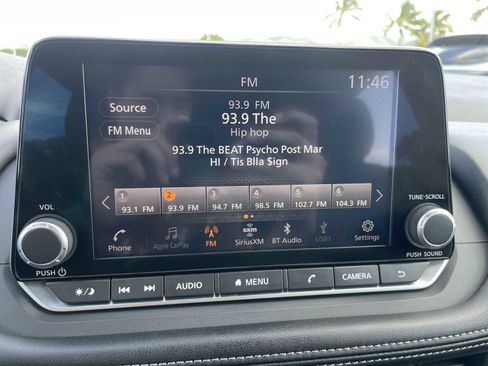 FM
11:46
Source
FM Menu
93.9 FM
93.9 The
Hip hop
93.9 The BEAT Psycho Post Mar
HI / Tis Blla $ign
1 2 3 4 5 6
93.1 FM 93.9 FM 94.7 FM 98.5 FM 102.7 FM 104.3 FM
Phone Apple CarPlay FM sxm SiriusXM BT Audio USB1 Settings
VOL
PUSH
TUNE•SCROLL
PUSH SOUND
AUDIO MENU CAMERA